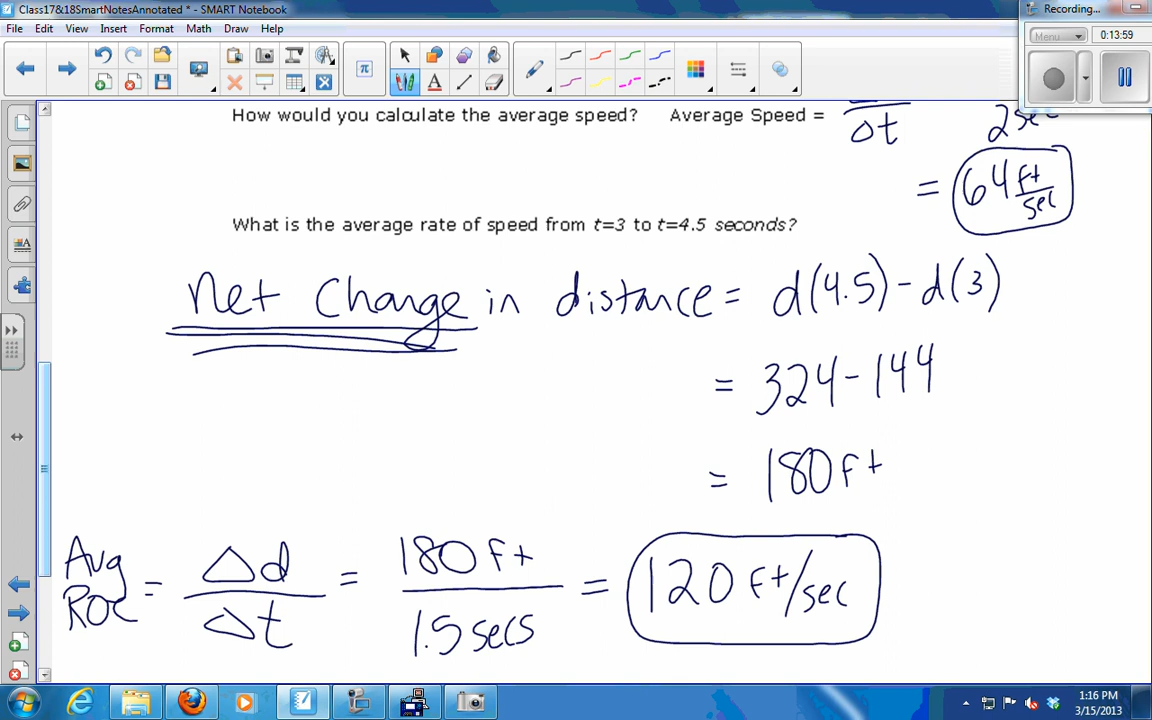 Class17&18SmartNotesAnnotated * - SMART Notebook
Recording...
File Edit View Insert Format Math Draw Help
Menu
0:13:59
π
A
How would you calculate the average speed? Average Speed =
Δt
2 sec
= 64 ft/sec
What is the average rate of speed from t=3 to t=4.5 seconds?
Net Change in distance = d(4.5) - d(3)
= 324 - 144
= 180 ft
Avg ROC = Δd/Δt = 180 ft/1.5 secs = 120 ft/sec
1:16 PM
3/15/2013